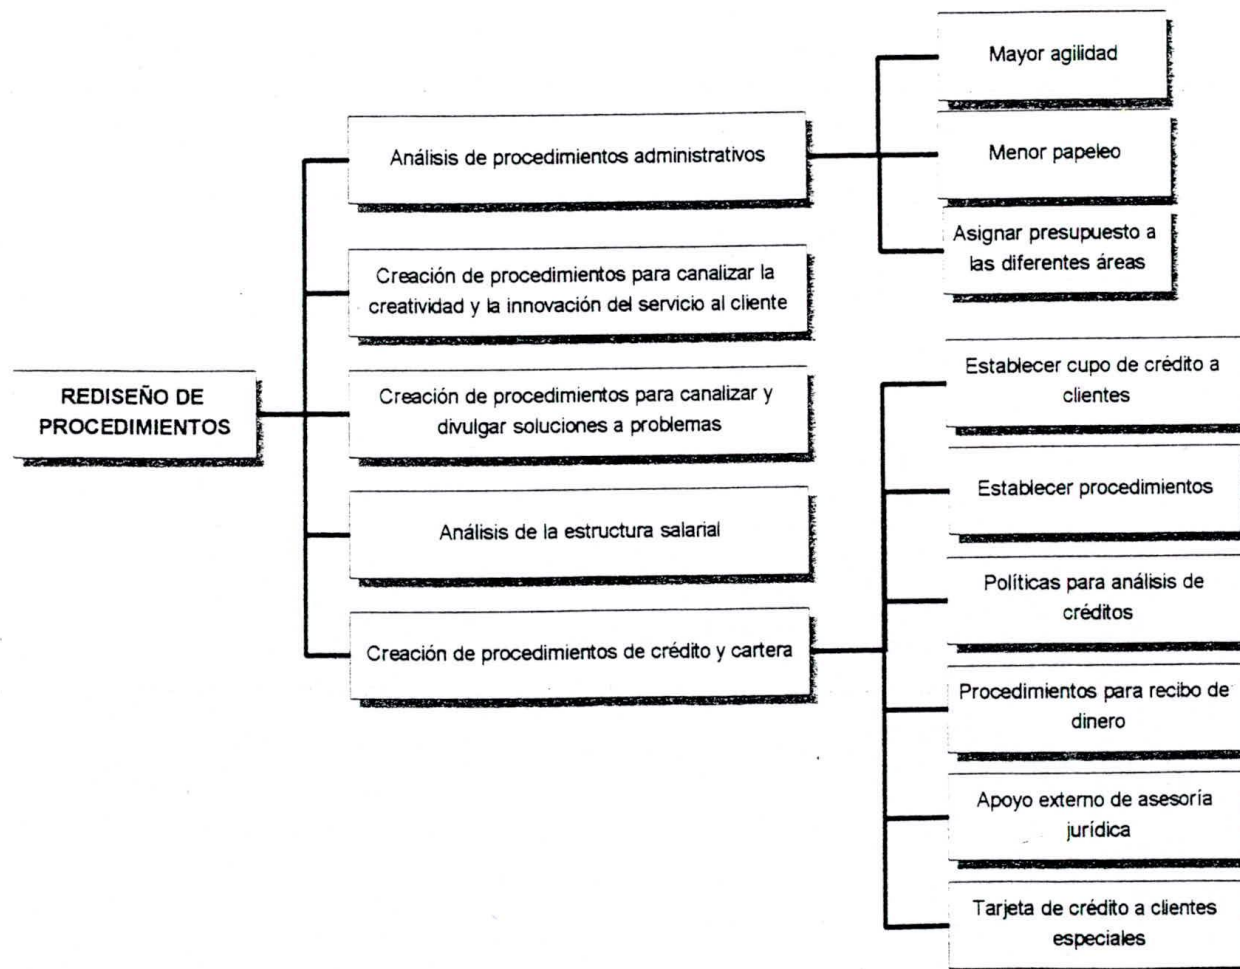 REDISEÑO DE
PROCEDIMIENTOS
Análisis de procedimientos administrativos
Mayor agilidad
Menor papeleo
Asignar presupuesto a
las diferentes áreas
Creación de procedimientos para canalizar la
creatividad y la innovación del servicio al cliente
Creación de procedimientos para canalizar y
divulgar soluciones a problemas
Análisis de la estructura salarial
Creación de procedimientos de crédito y cartera
Establecer cupo de crédito a
clientes
Establecer procedimientos
Políticas para análisis de
créditos
Procedimientos para recibo de
dinero
Apoyo externo de asesoría
jurídica
Tarjeta de crédito a clientes
especiales